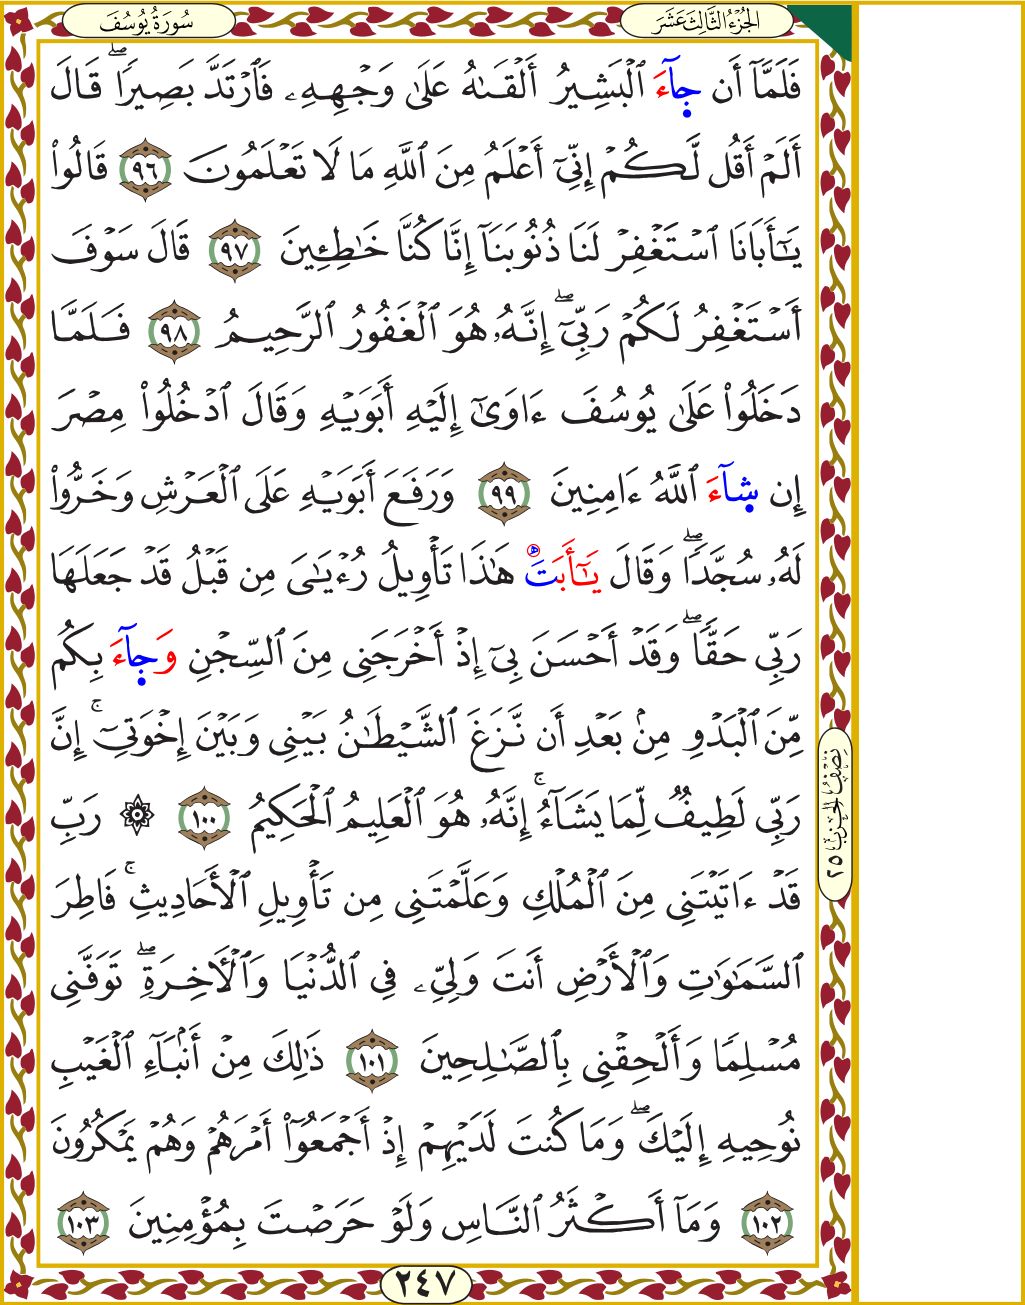 سُورَةُ يُوسُفَ
الجُزْءُ الثَّالِثَ عَشَرَ
فَلَمَّآ أَن جَآءَ ٱلۡبَشِيرُ أَلۡقَىٰهُ عَلَىٰ وَجۡهِهِۦ فَٱرۡتَدَّ بَصِيرٗاۖ قَالَ
أَلَمۡ أَقُل لَّكُمۡ إِنِّيٓ أَعۡلَمُ مِنَ ٱللَّهِ مَا لَا تَعۡلَمُونَ ٩٦ قَالُواْ
يَٰٓأَبَانَا ٱسۡتَغۡفِرۡ لَنَا ذُنُوبَنَآ إِنَّا كُنَّا خَٰطِـِٔينَ ٩٧ قَالَ سَوۡفَ
أَسۡتَغۡفِرُ لَكُمۡ رَبِّيٓۖ إِنَّهُۥ هُوَ ٱلۡغَفُورُ ٱلرَّحِيمُ ٩٨ فَلَمَّا
دَخَلُواْ عَلَىٰ يُوسُفَ ءَاوَىٰٓ إِلَيۡهِ أَبَوَيۡهِ وَقَالَ ٱدۡخُلُواْ مِصۡرَ
إِن شَآءَ ٱللَّهُ ءَامِنِينَ ٩٩ وَرَفَعَ أَبَوَيۡهِ عَلَى ٱلۡعَرۡشِ وَخَرُّواْ
لَهُۥ سُجَّدٗاۖ وَقَالَ يَٰٓأَبَتِ هَٰذَا تَأۡوِيلُ رُءۡيَٰيَ مِن قَبۡلُ قَدۡ جَعَلَهَا
رَبِّي حَقّٗاۖ وَقَدۡ أَحۡسَنَ بِيٓ إِذۡ أَخۡرَجَنِي مِنَ ٱلسِّجۡنِ وَجَآءَ بِكُم
مِّنَ ٱلۡبَدۡوِ مِنۢ بَعۡدِ أَن نَّزَغَ ٱلشَّيۡطَٰنُ بَيۡنِي وَبَيۡنَ إِخۡوَتِيٓۚ إِنَّ
رَبِّي لَطِيفٞ لِّمَا يَشَآءُۚ إِنَّهُۥ هُوَ ٱلۡعَلِيمُ ٱلۡحَكِيمُ ١٠٠ ۞ رَبِّ
قَدۡ ءَاتَيۡتَنِي مِنَ ٱلۡمُلۡكِ وَعَلَّمۡتَنِي مِن تَأۡوِيلِ ٱلۡأَحَادِيثِۚ فَاطِرَ
ٱلسَّمَٰوَٰتِ وَٱلۡأَرۡضِ أَنتَ وَلِيِّۦ فِي ٱلدُّنۡيَا وَٱلۡأٓخِرَةِۖ تَوَفَّنِي
مُسۡلِمٗا وَأَلۡحِقۡنِي بِٱلصَّٰلِحِينَ ١٠١ ذَٰلِكَ مِنۡ أَنۢبَآءِ ٱلۡغَيۡبِ
نُوحِيهِ إِلَيۡكَۖ وَمَا كُنتَ لَدَيۡهِمۡ إِذۡ أَجۡمَعُوٓاْ أَمۡرَهُمۡ وَهُمۡ يَمۡكُرُونَ
١٠٢ وَمَآ أَكۡثَرُ ٱلنَّاسِ وَلَوۡ حَرَصۡتَ بِمُؤۡمِنِينَ ١٠٣
نِصْفُ الحِزْبِ ٢٥
٢٤٧